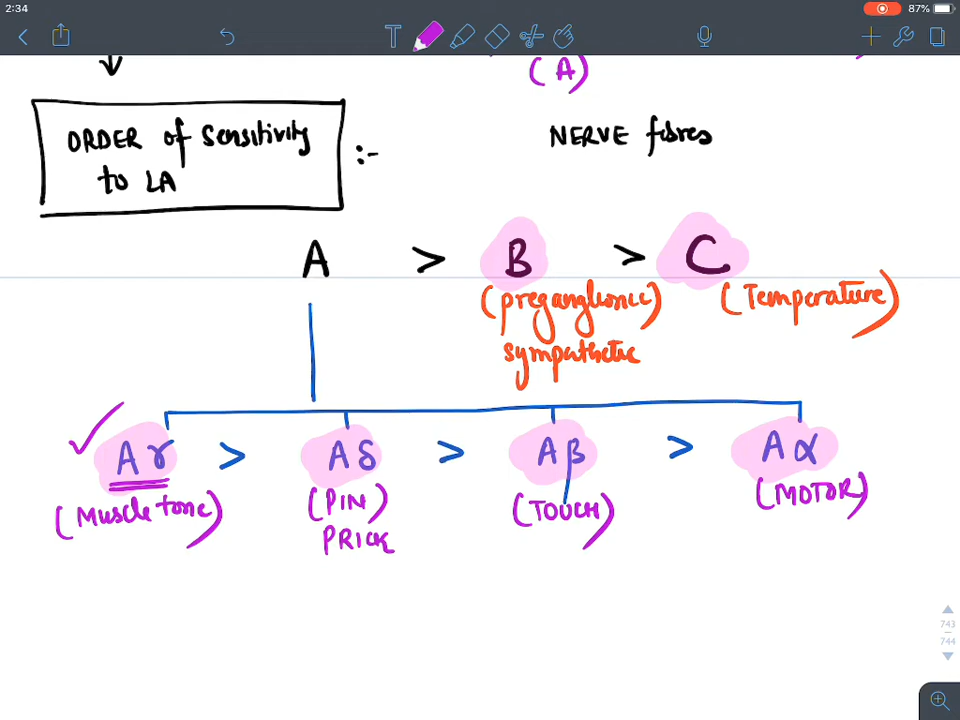 2:34
87%
T
(A)
ORDER of Sensitivity :-
to LA
NERVE fibres
A > B > C
(preganglionic) (Temperature)
sympathetic
Aγ > Aδ > Aβ > Aα
(Muscle tone) (PIN) (TOUCH) (MOTOR)
PRICK
743
744